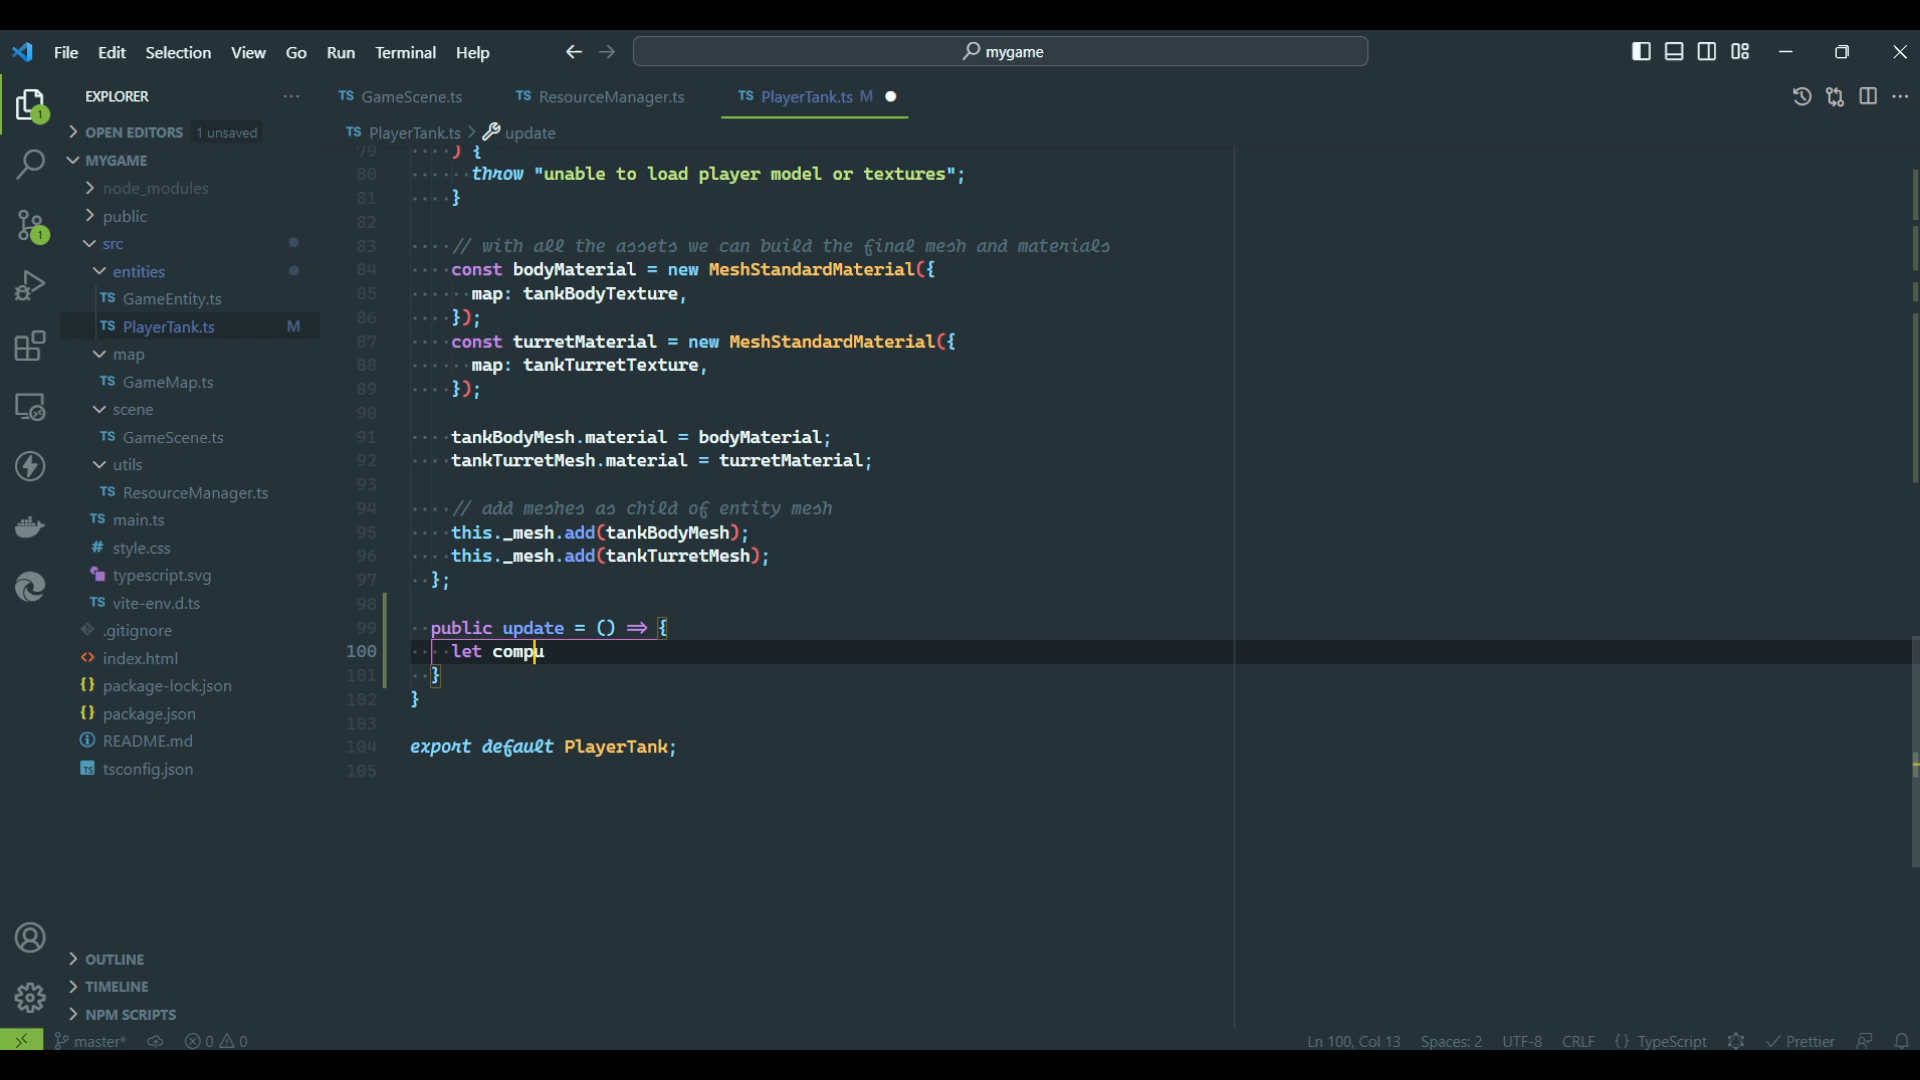 File Edit Selection View Go Run Terminal Help mygame
EXPLORER
OPEN EDITORS 1 unsaved
MYGAME
node_modules
public
src
entities
TS GameEntity.ts
TS PlayerTank.ts M
map
TS GameMap.ts
scene
TS GameScene.ts
utils
TS ResourceManager.ts
TS main.ts
# style.css
typescript.svg
TS vite-env.d.ts
.gitignore
<> index.html
{} package-lock.json
{} package.json
README.md
TS tsconfig.json
OUTLINE
TIMELINE
NPM SCRIPTS
1
1
TS GameScene.ts TS ResourceManager.ts TS PlayerTank.ts M
TS PlayerTank.ts > update
79 ) {
80 throw "unable to load player model or textures";
81 }
82
83 // with all the assets we can build the final mesh and materials
84 const bodyMaterial = new MeshStandardMaterial({
85 map: tankBodyTexture,
86 });
87 const turretMaterial = new MeshStandardMaterial({
88 map: tankTurretTexture,
89 });
90
91 tankBodyMesh.material = bodyMaterial;
92 tankTurretMesh.material = turretMaterial;
93
94 // add meshes as child of entity mesh
95 this._mesh.add(tankBodyMesh);
96 this._mesh.add(tankTurretMesh);
97 };
98
99 public update = () => {
100 let compu
101 }
102 }
103
104 export default PlayerTank;
105
master* 0 0 Ln 100, Col 13 Spaces: 2 UTF-8 CRLF {} TypeScript Prettier